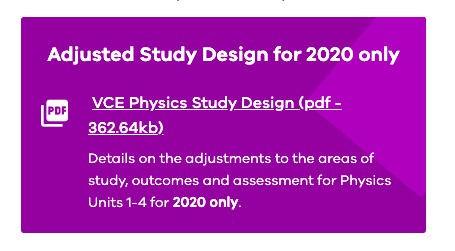 Adjusted Study Design for 2020 only
PDF
VCE Physics Study Design (pdf -
362.64kb)
Details on the adjustments to the areas of
study, outcomes and assessment for Physics
Units 1-4 for 2020 only.